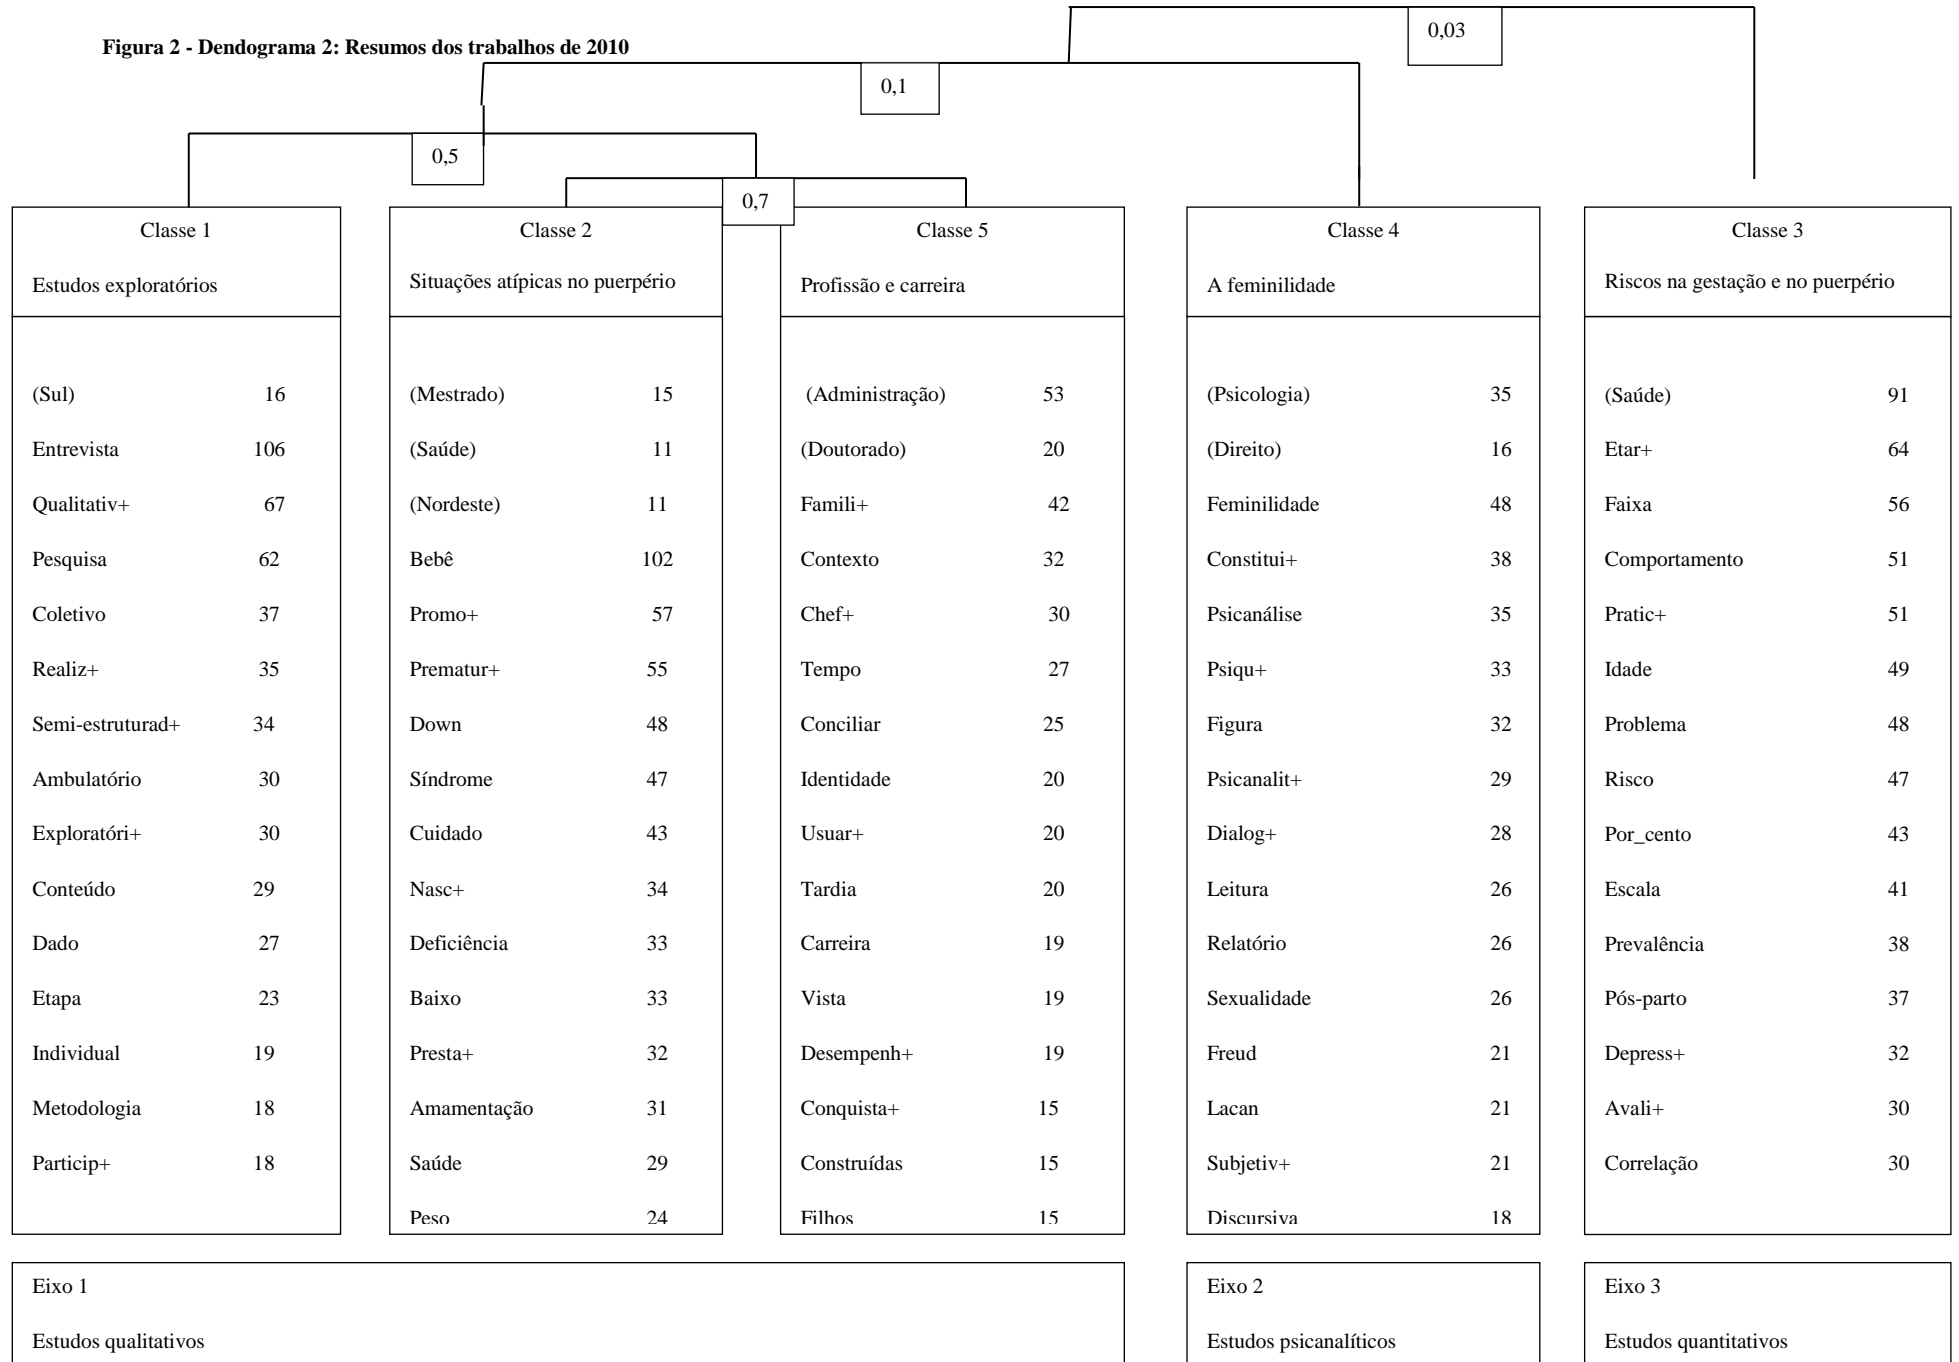 0,03
Figura 2 - Dendograma 2: Resumos dos trabalhos de 2010
0,1
0,5
0,7
Classe 1
Estudos exploratórios
(Sul) 16
Entrevista 106
Qualitativ+ 67
Pesquisa 62
Coletivo 37
Realiz+ 35
Semi-estruturad+ 34
Ambulatório 30
Exploratóri+ 30
Conteúdo 29
Dado 27
Etapa 23
Individual 19
Metodologia 18
Particip+ 18
Classe 2
Situações atípicas no puerpério
(Mestrado) 15
(Saúde) 11
(Nordeste) 11
Bebê 102
Promo+ 57
Prematur+ 55
Down 48
Síndrome 47
Cuidado 43
Nasc+ 34
Deficiência 33
Baixo 33
Presta+ 32
Amamentação 31
Saúde 29
Peso 24
Classe 5
Profissão e carreira
(Administração) 53
(Doutorado) 20
Famili+ 42
Contexto 32
Chef+ 30
Tempo 27
Conciliar 25
Identidade 20
Usuar+ 20
Tardia 20
Carreira 19
Vista 19
Desempenh+ 19
Conquista+ 15
Construídas 15
Filhos 15
Classe 4
A feminilidade
(Psicologia) 35
(Direito) 16
Feminilidade 48
Constitui+ 38
Psicanálise 35
Psiqu+ 33
Figura 32
Psicanalit+ 29
Dialog+ 28
Leitura 26
Relatório 26
Sexualidade 26
Freud 21
Lacan 21
Subjetiv+ 21
Discursiva 18
Classe 3
Riscos na gestação e no puerpério
(Saúde) 91
Etar+ 64
Faixa 56
Comportamento 51
Pratic+ 51
Idade 49
Problema 48
Risco 47
Por_cento 43
Escala 41
Prevalência 38
Pós-parto 37
Depress+ 32
Avali+ 30
Correlação 30
Eixo 1
Estudos qualitativos
Eixo 2
Estudos psicanalíticos
Eixo 3
Estudos quantitativos